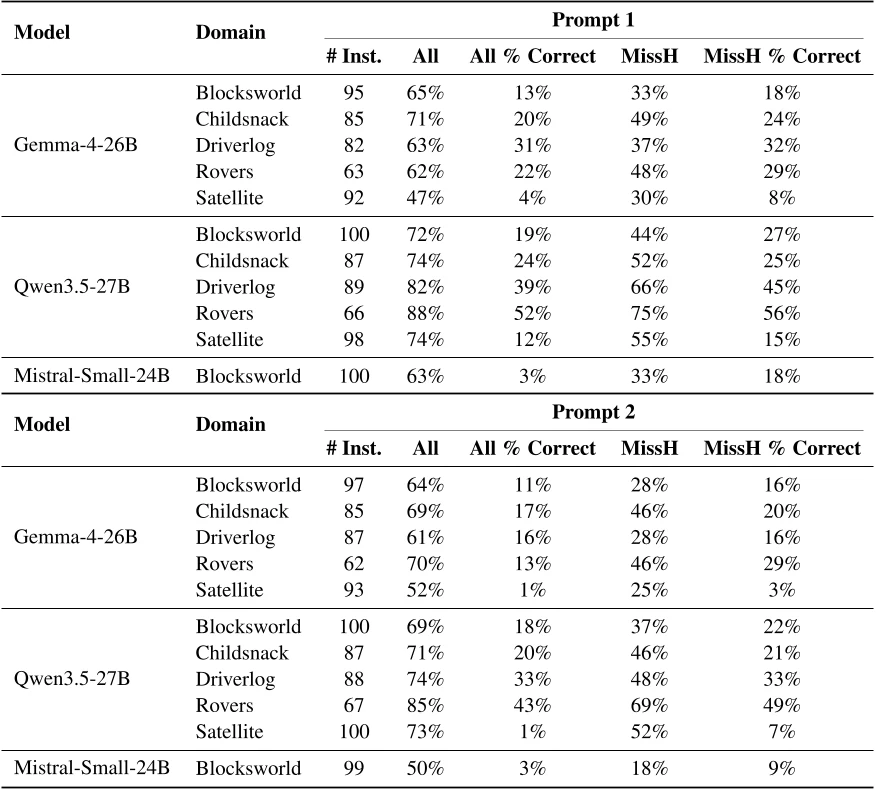 Model Domain Prompt 1
# Inst. All All % Correct MissH MissH % Correct
Gemma-4-26B
Blocksworld 95 65% 13% 33% 18%
Childsnack 85 71% 20% 49% 24%
Driverlog 82 63% 31% 37% 32%
Rovers 63 62% 22% 48% 29%
Satellite 92 47% 4% 30% 8%
Qwen3.5-27B
Blocksworld 100 72% 19% 44% 27%
Childsnack 87 74% 24% 52% 25%
Driverlog 89 82% 39% 66% 45%
Rovers 66 88% 52% 75% 56%
Satellite 98 74% 12% 55% 15%
Mistral-Small-24B Blocksworld 100 63% 3% 33% 18%
Model Domain Prompt 2
# Inst. All All % Correct MissH MissH % Correct
Gemma-4-26B
Blocksworld 97 64% 11% 28% 16%
Childsnack 85 69% 17% 46% 20%
Driverlog 87 61% 16% 28% 16%
Rovers 62 70% 13% 46% 29%
Satellite 93 52% 1% 25% 3%
Qwen3.5-27B
Blocksworld 100 69% 18% 37% 22%
Childsnack 87 71% 20% 46% 21%
Driverlog 88 74% 33% 48% 33%
Rovers 67 85% 43% 69% 49%
Satellite 100 73% 1% 52% 7%
Mistral-Small-24B Blocksworld 99 50% 3% 18% 9%